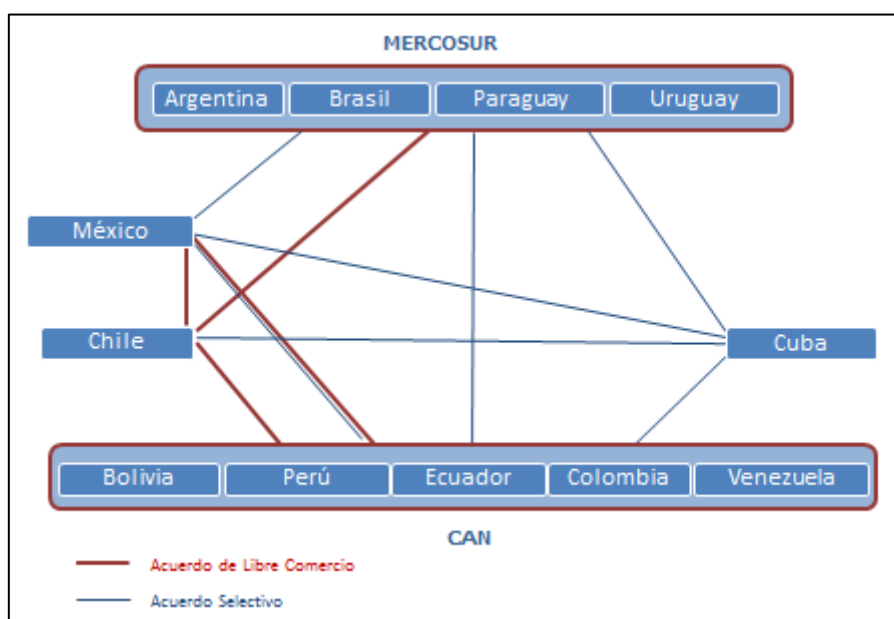 MERCOSUR
Argentina Brasil Paraguay Uruguay
México
Chile Cuba
Bolivia Perú Ecuador Colombia Venezuela
CAN
Acuerdo de Libre Comercio
Acuerdo Selectivo